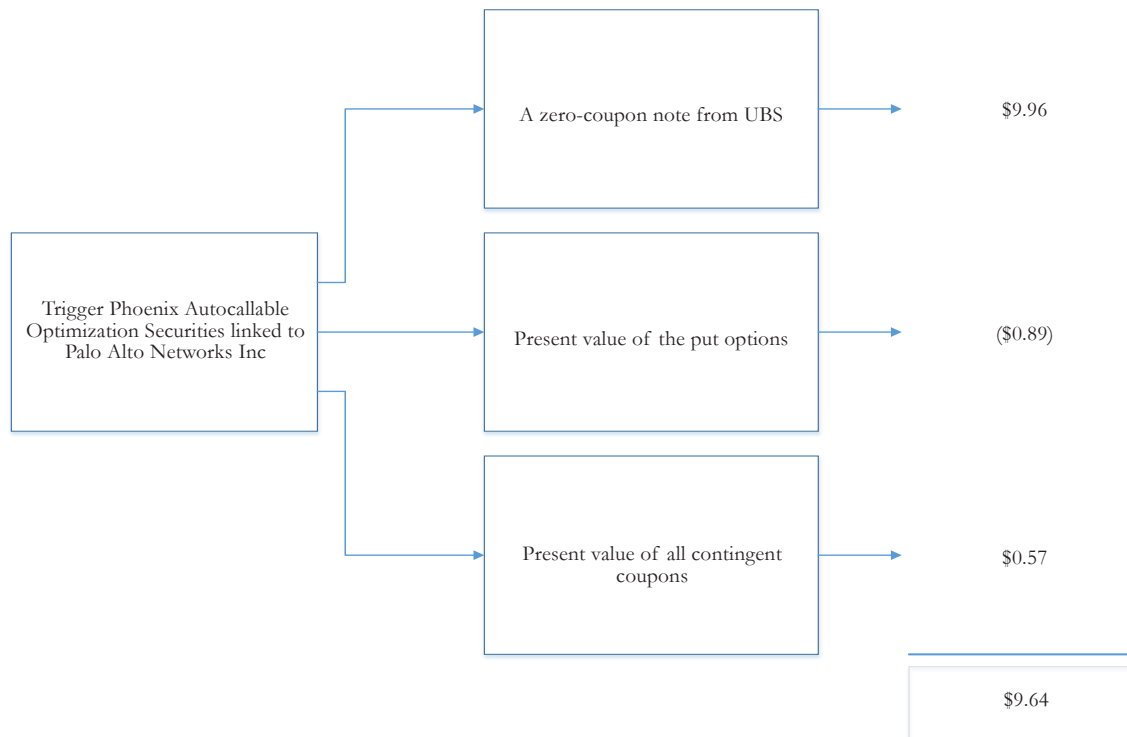 A zero-coupon note from UBS
$9.96
Trigger Phoenix Autocallable
Optimization Securities linked to
Palo Alto Networks Inc
Present value of the put options
($0.89)
Present value of all contingent
coupons
$0.57
$9.64